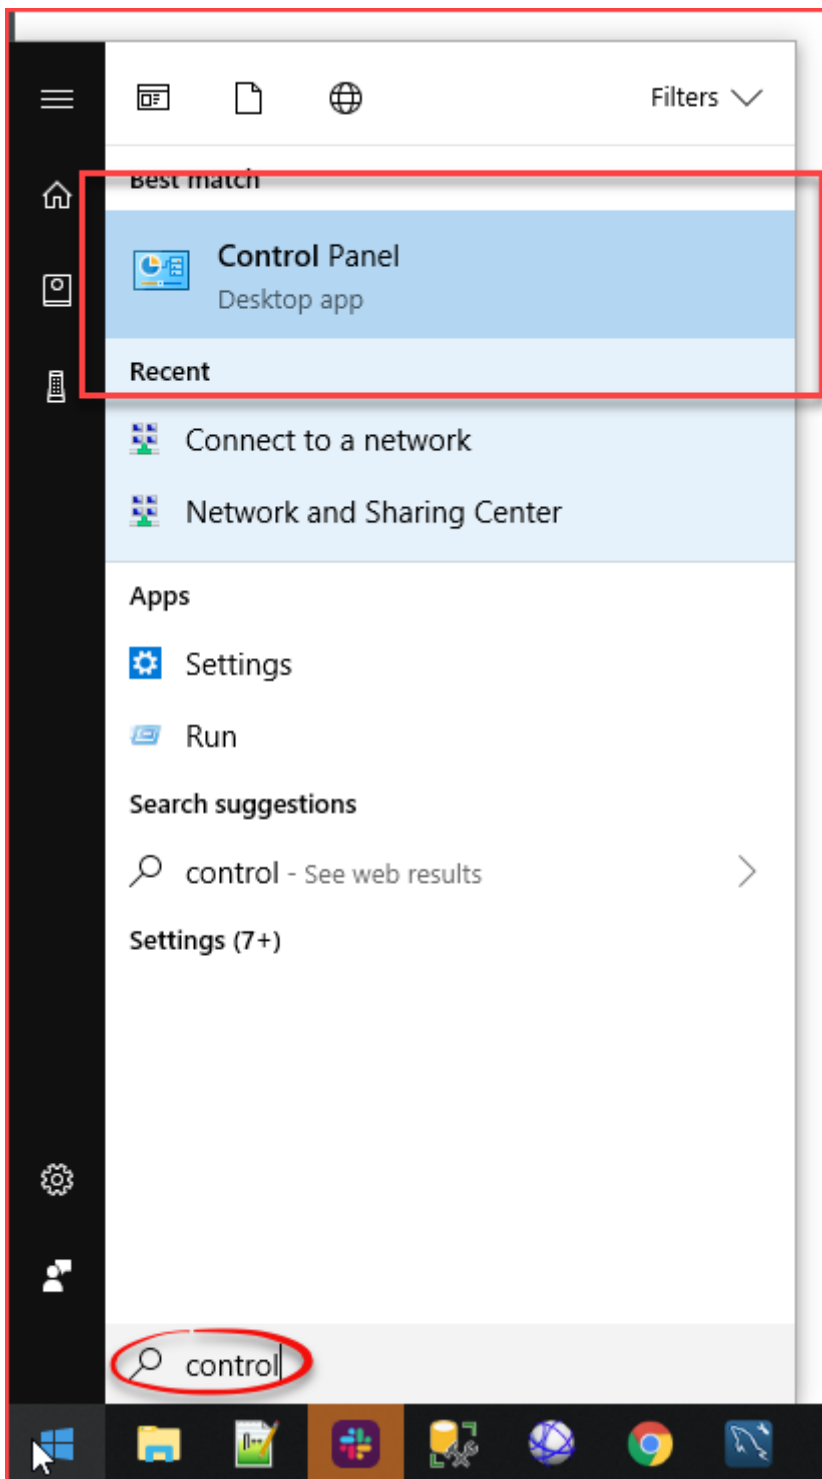 Filters
Best match
Control Panel
Desktop app
Recent
Connect to a network
Network and Sharing Center
Apps
Settings
Run
Search suggestions
control - See web results
Settings (7+)
control